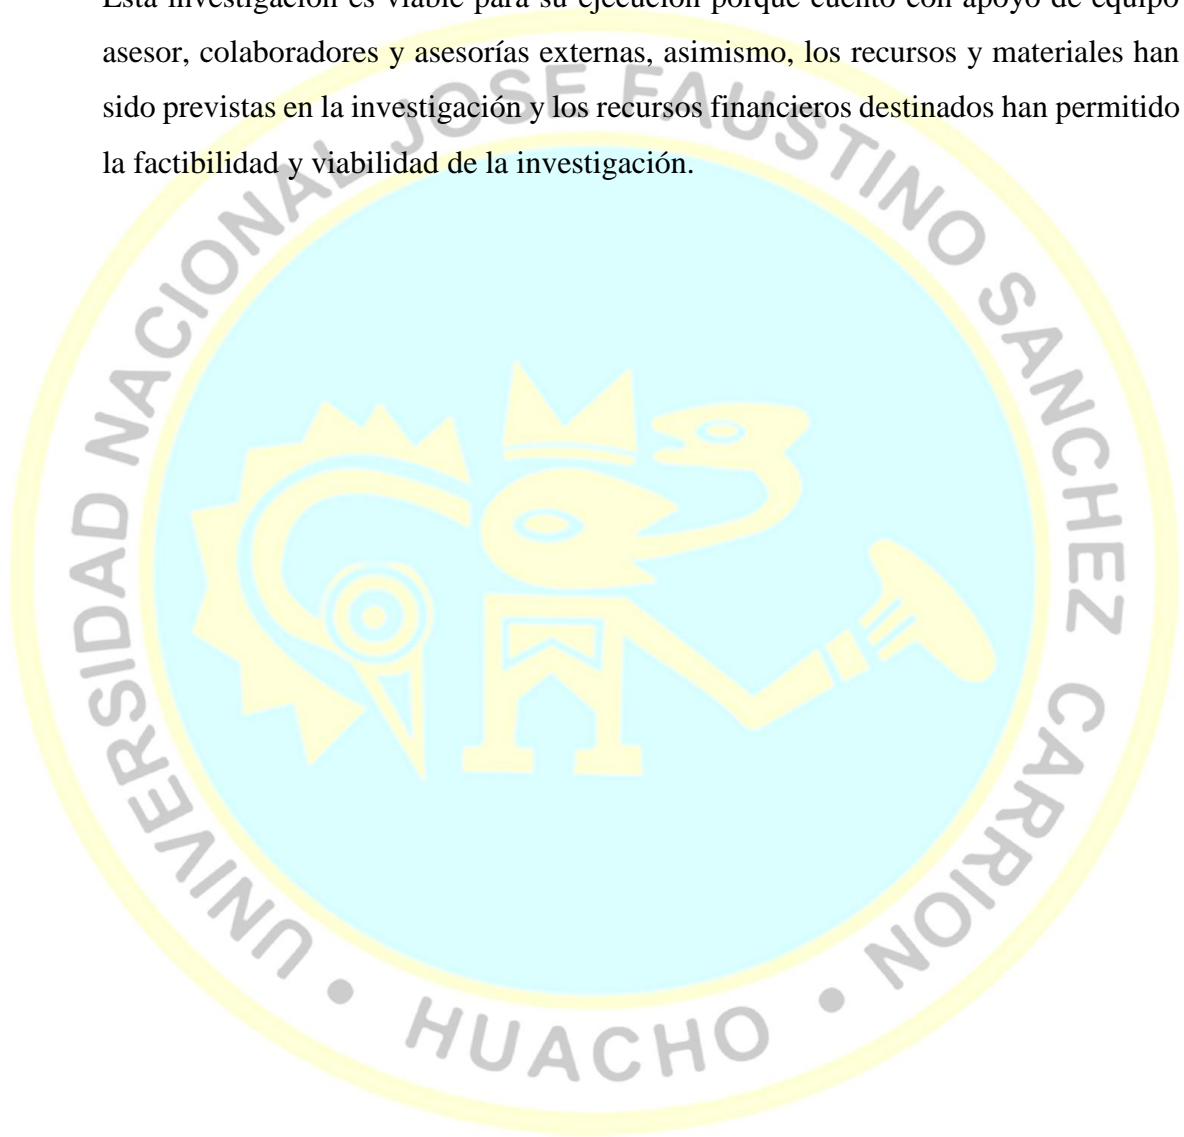 Esta investigación es viable para su ejecución porque cuento con apoyo de equipo
asesor, colaboradores y asesorías externas, asimismo, los recursos y materiales han
sido previstas en la investigación y los recursos financieros destinados han permitido
la factibilidad y viabilidad de la investigación.
UNIVERSIDAD NACIONAL JOSE FAUSTINO SANCHEZ CARRION
• HUACHO •